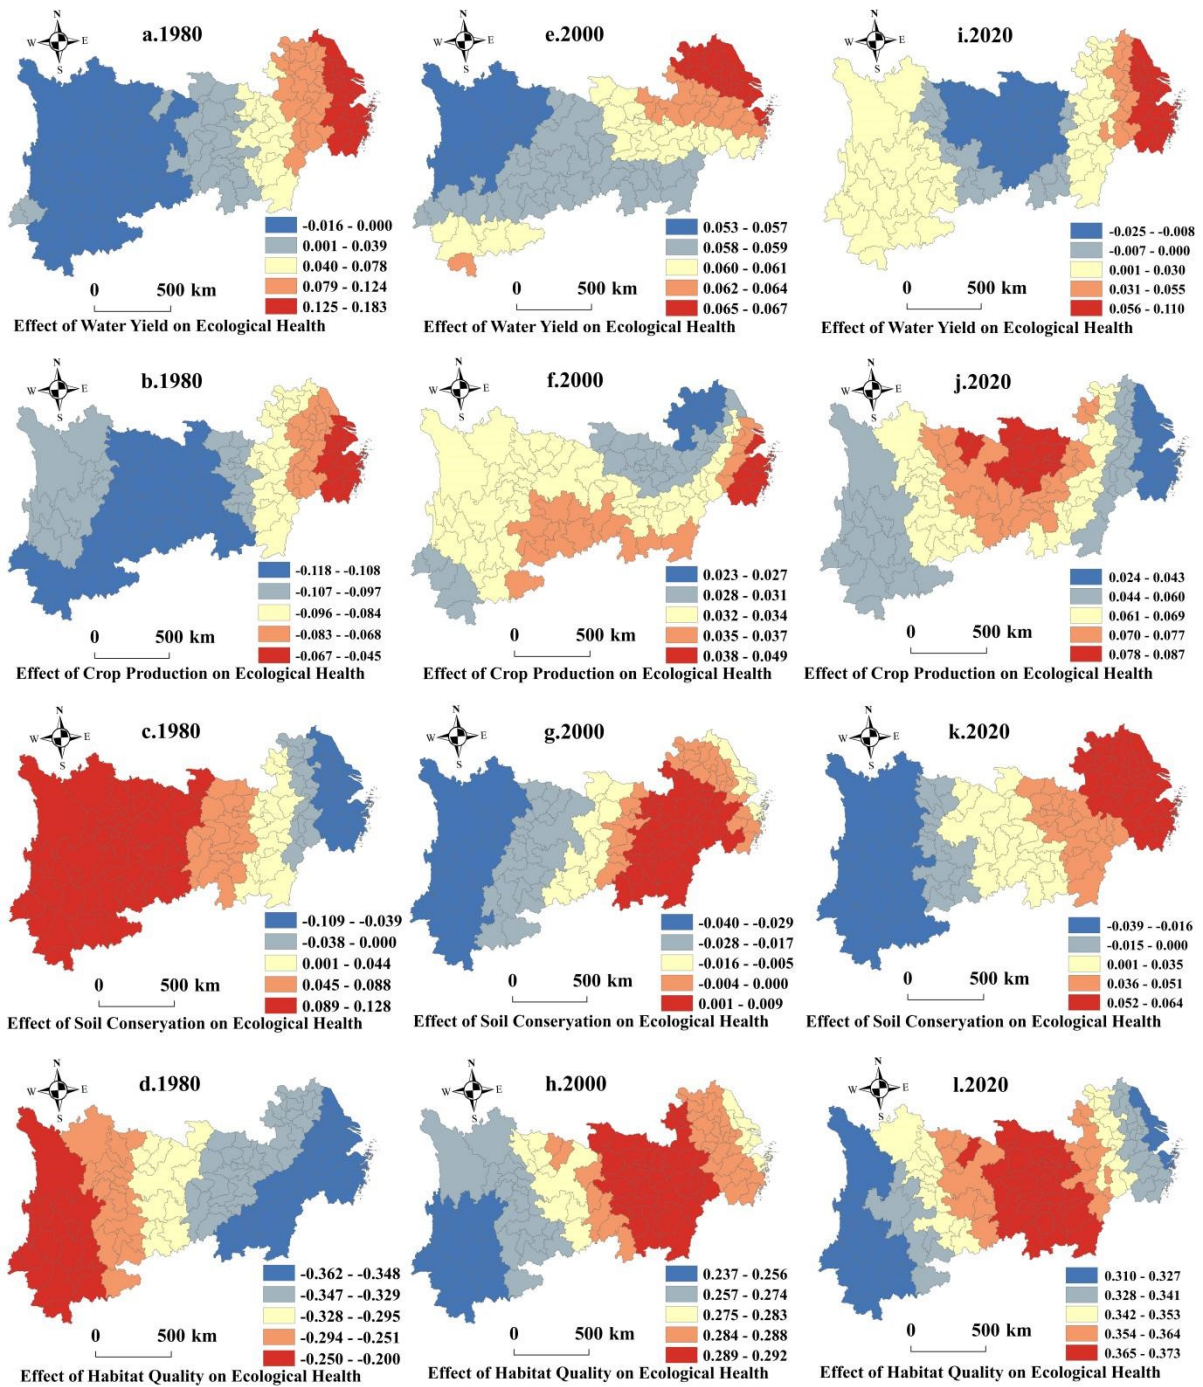 N
W E
S
a.1980
-0.016 - 0.000
0.001 - 0.039
0.040 - 0.078
0.079 - 0.124
0.125 - 0.183
0 500 km
Effect of Water Yield on Ecological Health
N
W E
S
e.2000
0.053 - 0.057
0.058 - 0.059
0.060 - 0.061
0.062 - 0.064
0.065 - 0.067
0 500 km
Effect of Water Yield on Ecological Health
N
W E
S
i.2020
-0.025 - -0.008
-0.007 - 0.000
0.001 - 0.030
0.031 - 0.055
0.056 - 0.110
0 500 km
Effect of Water Yield on Ecological Health
N
W E
S
b.1980
-0.118 - -0.108
-0.107 - -0.097
-0.096 - -0.084
-0.083 - -0.068
-0.067 - -0.045
0 500 km
Effect of Crop Production on Ecological Health
N
W E
S
f.2000
0.023 - 0.027
0.028 - 0.031
0.032 - 0.034
0.035 - 0.037
0.038 - 0.049
0 500 km
Effect of Crop Production on Ecological Health
N
W E
S
j.2020
0.024 - 0.043
0.044 - 0.060
0.061 - 0.069
0.070 - 0.077
0.078 - 0.087
0 500 km
Effect of Crop Production on Ecological Health
N
W E
S
c.1980
-0.109 - -0.039
-0.038 - 0.000
0.001 - 0.044
0.045 - 0.088
0.089 - 0.128
0 500 km
Effect of Soil Conseryation on Ecological Health
N
W E
S
g.2000
-0.040 - -0.029
-0.028 - -0.017
-0.016 - -0.005
-0.004 - 0.000
0.001 - 0.009
0 500 km
Effect of Soil Conseryation on Ecological Health
N
W E
S
k.2020
-0.039 - -0.016
-0.015 - 0.000
0.001 - 0.035
0.036 - 0.051
0.052 - 0.064
0 500 km
Effect of Soil Conseryation on Ecological Health
N
W E
S
d.1980
-0.362 - -0.348
-0.347 - -0.329
-0.328 - -0.295
-0.294 - -0.251
-0.250 - -0.200
0 500 km
Effect of Habitat Quality on Ecological Health
N
W E
S
h.2000
0.237 - 0.256
0.257 - 0.274
0.275 - 0.283
0.284 - 0.288
0.289 - 0.292
0 500 km
Effect of Habitat Quality on Ecological Health
N
W E
S
l.2020
0.310 - 0.327
0.328 - 0.341
0.342 - 0.353
0.354 - 0.364
0.365 - 0.373
0 500 km
Effect of Habitat Quality on Ecological Health